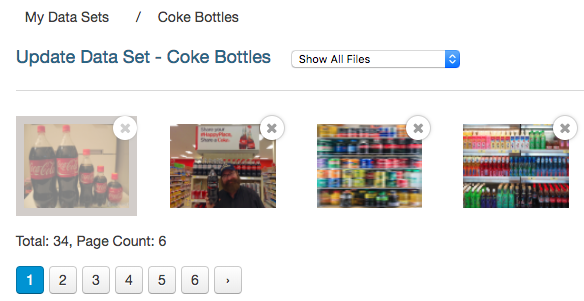 My Data Sets / Coke Bottles
Update Data Set - Coke Bottles
Show All Files
Share your
#HappyPlace.
Share a Coke.
Total: 34, Page Count: 6
1 2 3 4 5 6 ›